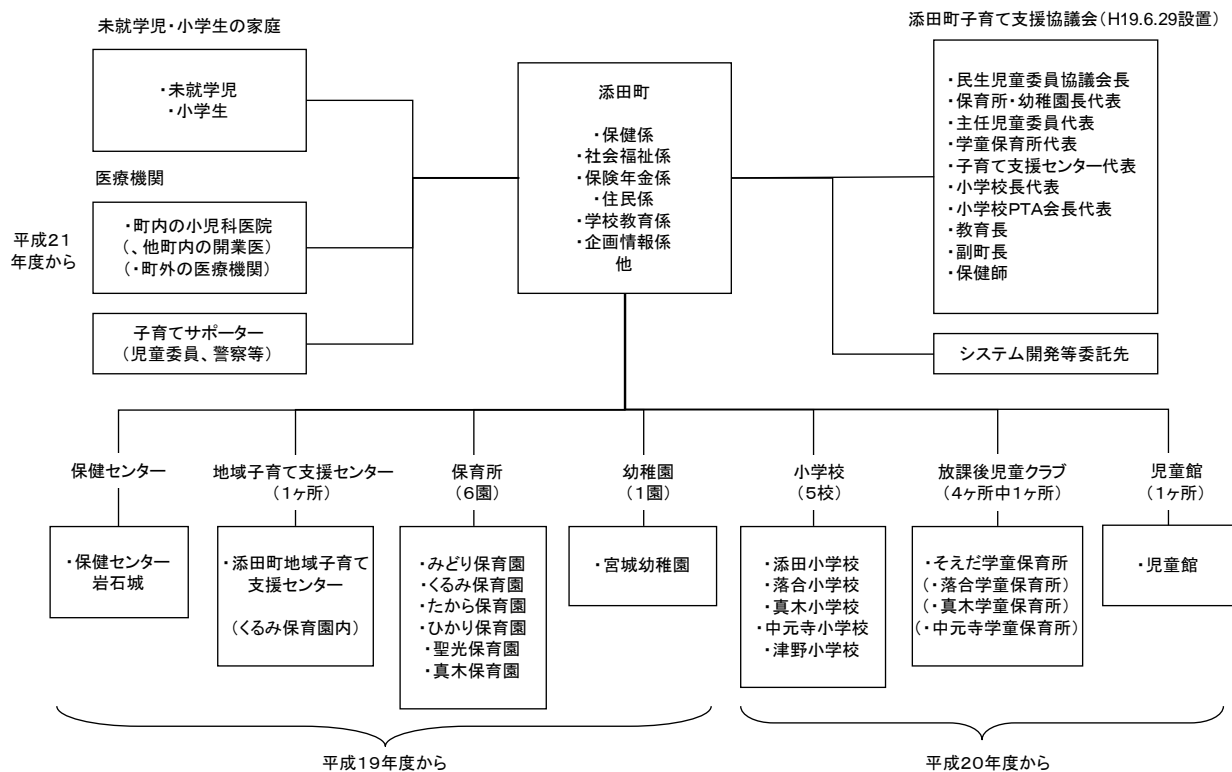 未就学児・小学生の家庭
・未就学児
・小学生
医療機関
・町内の小児科医院
(、他町内の開業医)
(・町外の医療機関)
平成21
年度から
子育てサポーター
(児童委員、警察等)
添田町
・保健係
・社会福祉係
・保険年金係
・住民係
・学校教育係
・企画情報係
他
添田町子育て支援協議会(H19.6.29設置)
・民生児童委員協議会長
・保育所・幼稚園長代表
・主任児童委員代表
・学童保育所代表
・子育て支援センター代表
・小学校長代表
・小学校PTA会長代表
・教育長
・副町長
・保健師
システム開発等委託先
保健センター
・保健センター
岩石城
地域子育て支援センター
(1ヶ所)
・添田町地域子育て
支援センター
(くるみ保育園内)
保育所
(6園)
・みどり保育園
・くるみ保育園
・たから保育園
・ひかり保育園
・聖光保育園
・真木保育園
幼稚園
(1園)
・宮城幼稚園
小学校
(5校)
・添田小学校
・落合小学校
・真木小学校
・中元寺小学校
・津野小学校
放課後児童クラブ
(4ヶ所中1ヶ所)
・そえだ学童保育所
(・落合学童保育所)
(・真木学童保育所)
(・中元寺学童保育所)
児童館
(1ヶ所)
・児童館
平成19年度から
平成20年度から